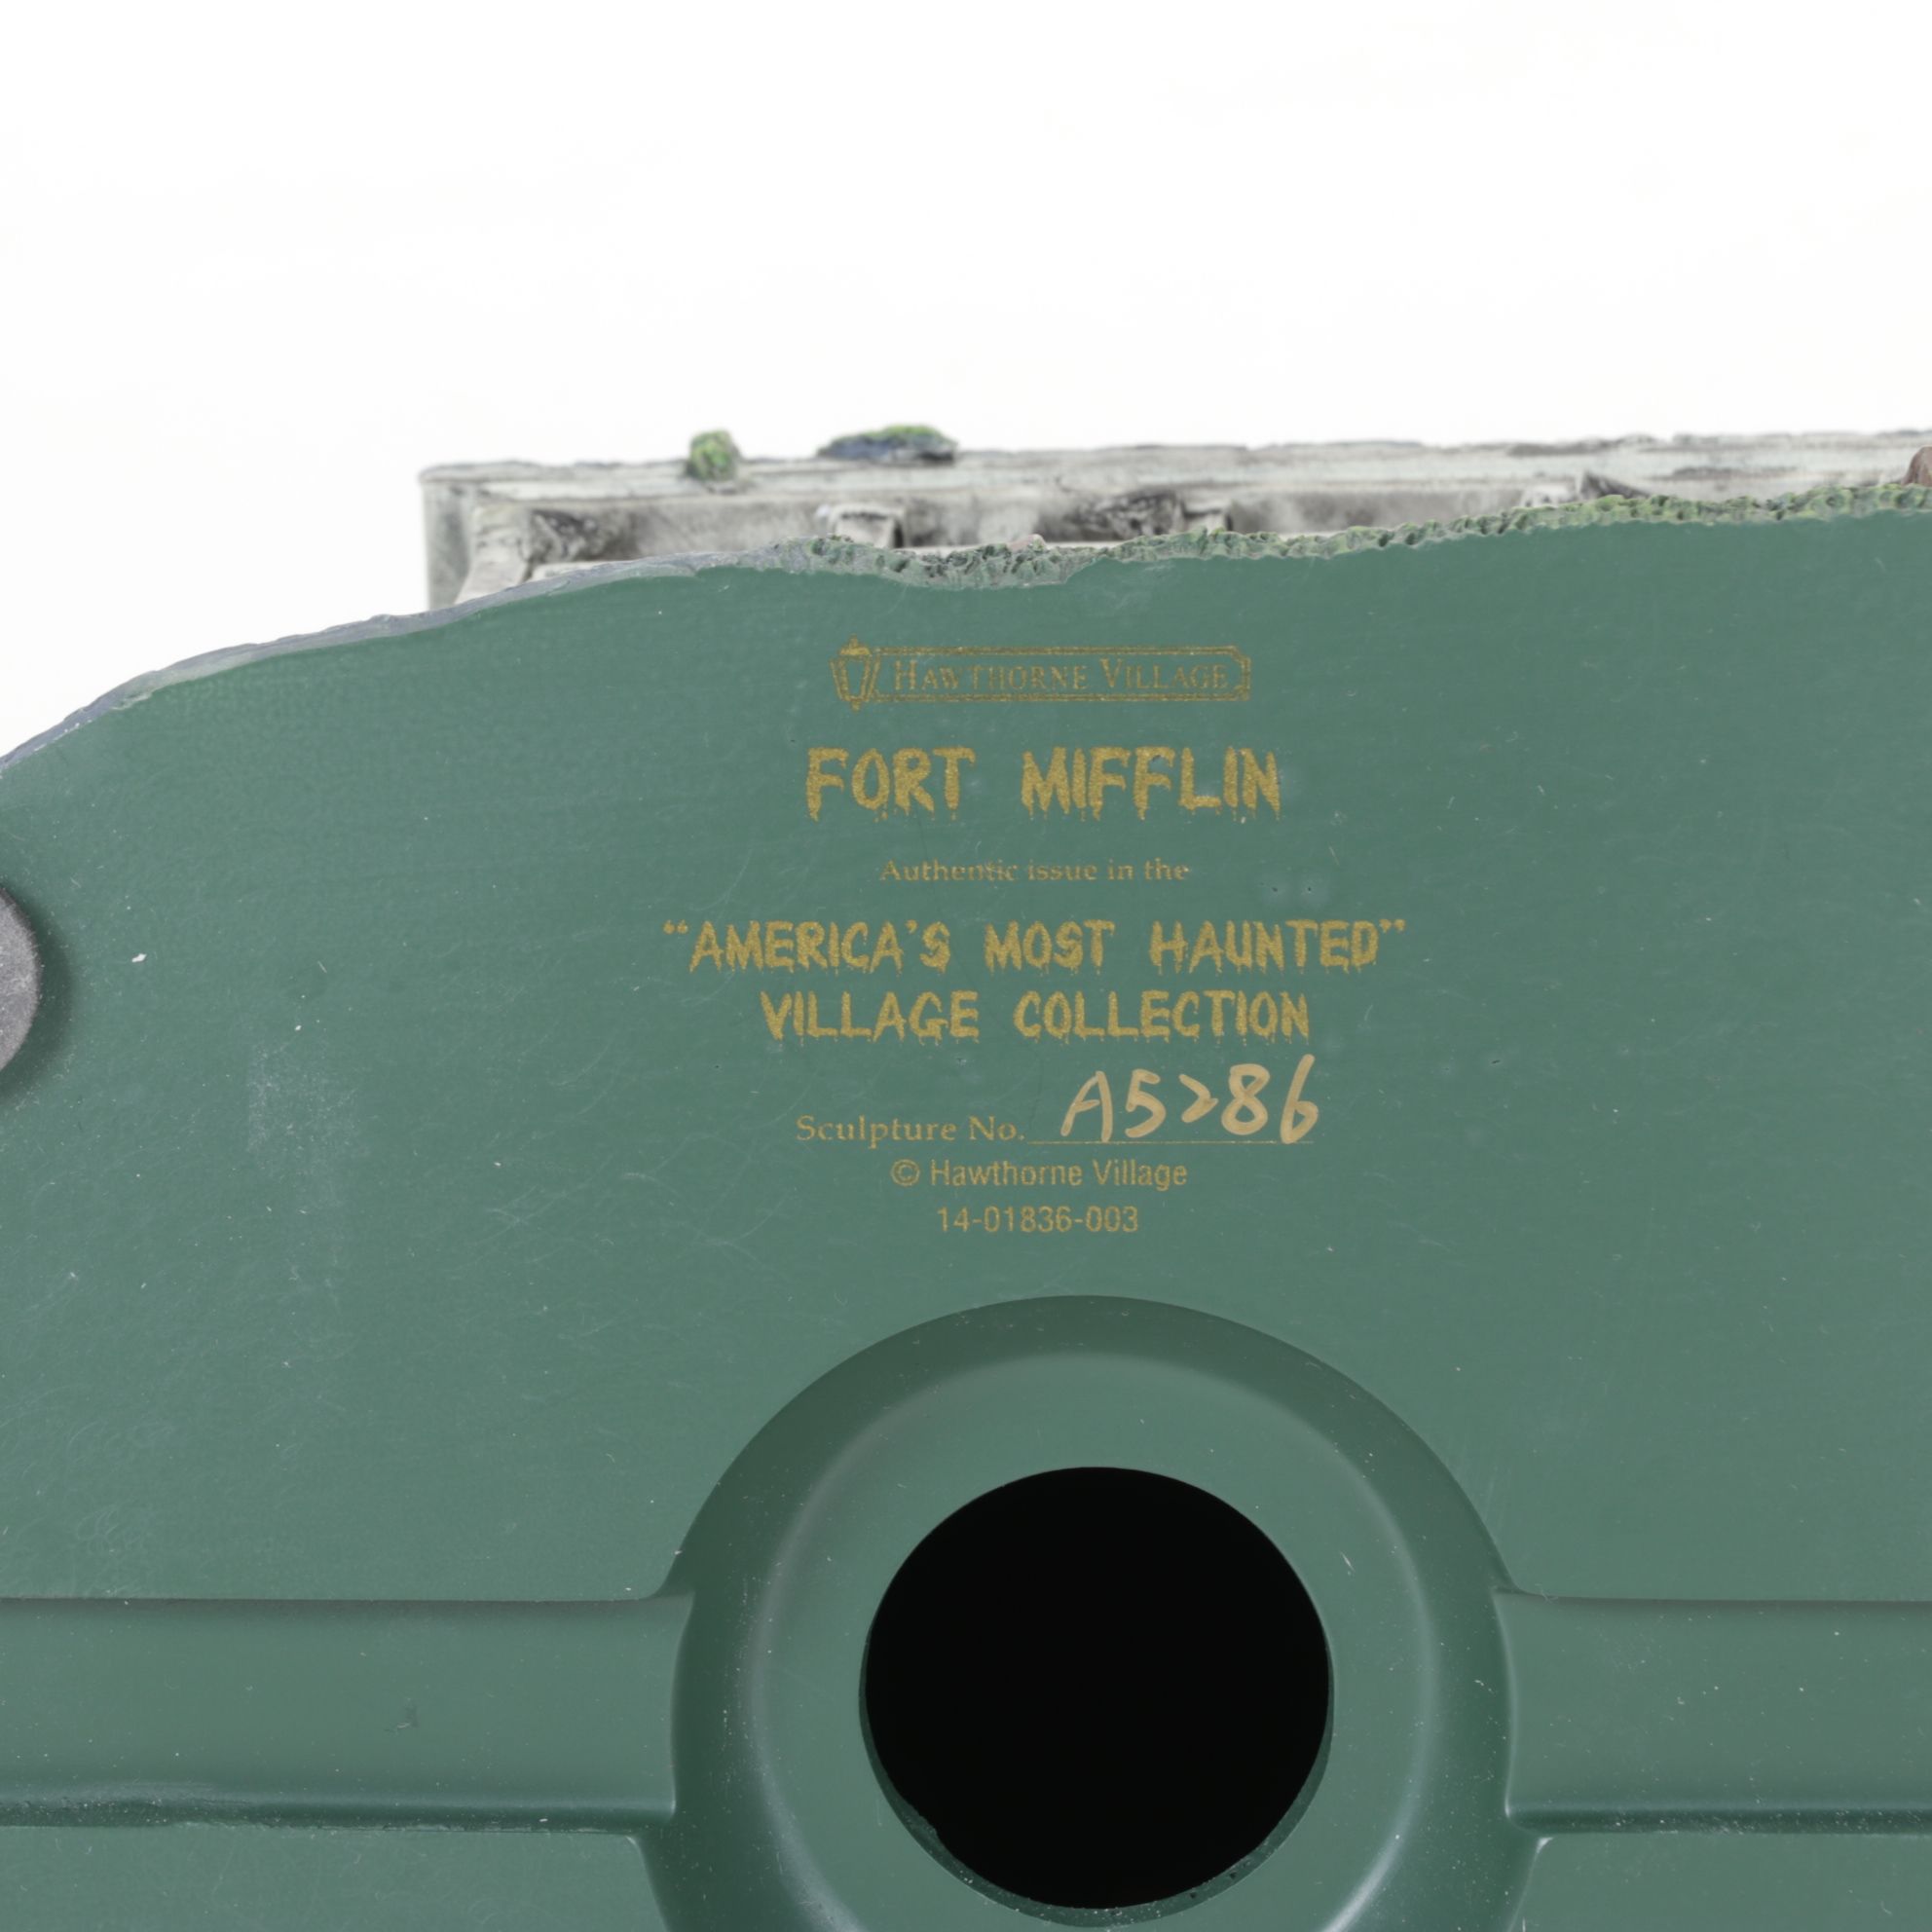 HAWTHORNE VILLAGE
FORT MIFFLIN
Authentic issue in the
“AMERICA’S MOST HAUNTED”
VILLAGE COLLECTION
Sculpture No. A5286
© Hawthorne Village
14-01836-003